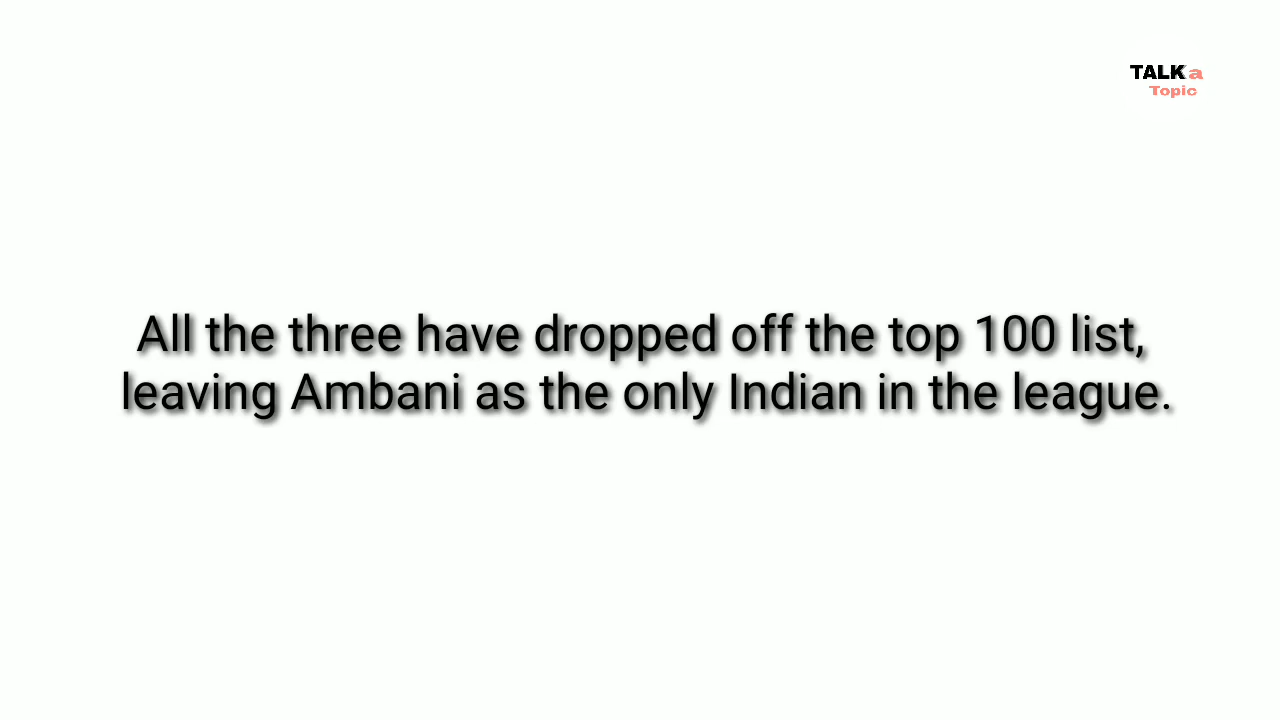 TALK a
Topic
All the three have dropped off the top 100 list,
leaving Ambani as the only Indian in the league.